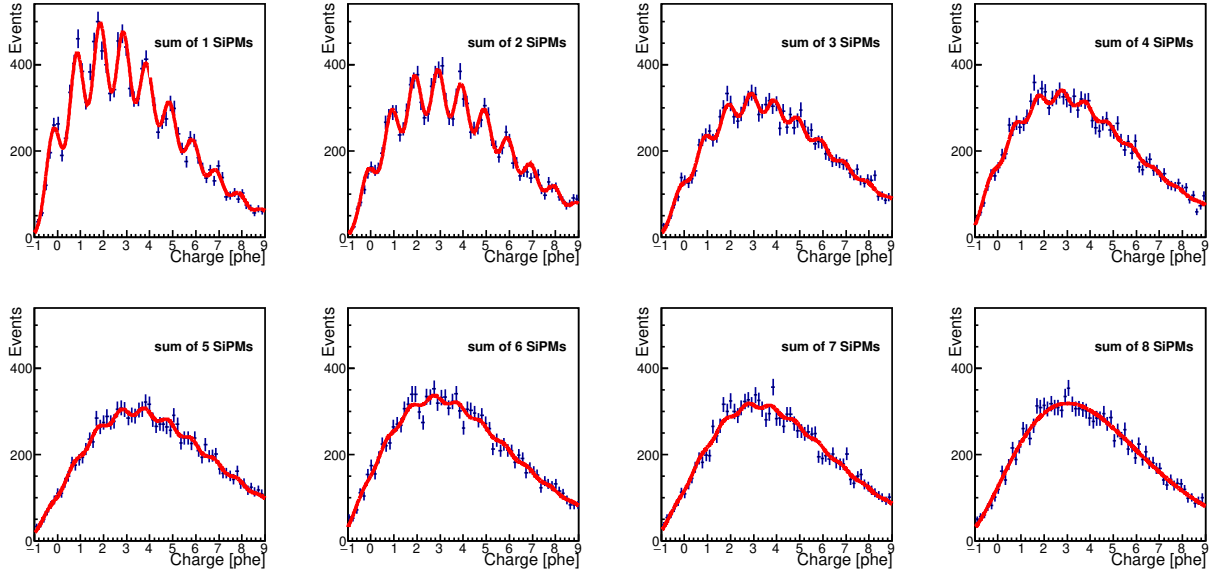 Events
sum of 1 SiPMs
400
200
0
−1 0 1 2 3 4 5 6 7 8 9
Charge [phe]
Events
sum of 2 SiPMs
400
200
0
−1 0 1 2 3 4 5 6 7 8 9
Charge [phe]
Events
sum of 3 SiPMs
400
200
0
−1 0 1 2 3 4 5 6 7 8 9
Charge [phe]
Events
sum of 4 SiPMs
400
200
0
−1 0 1 2 3 4 5 6 7 8 9
Charge [phe]
Events
sum of 5 SiPMs
400
200
0
−1 0 1 2 3 4 5 6 7 8 9
Charge [phe]
Events
sum of 6 SiPMs
400
200
0
−1 0 1 2 3 4 5 6 7 8 9
Charge [phe]
Events
sum of 7 SiPMs
400
200
0
−1 0 1 2 3 4 5 6 7 8 9
Charge [phe]
Events
sum of 8 SiPMs
400
200
0
−1 0 1 2 3 4 5 6 7 8 9
Charge [phe]